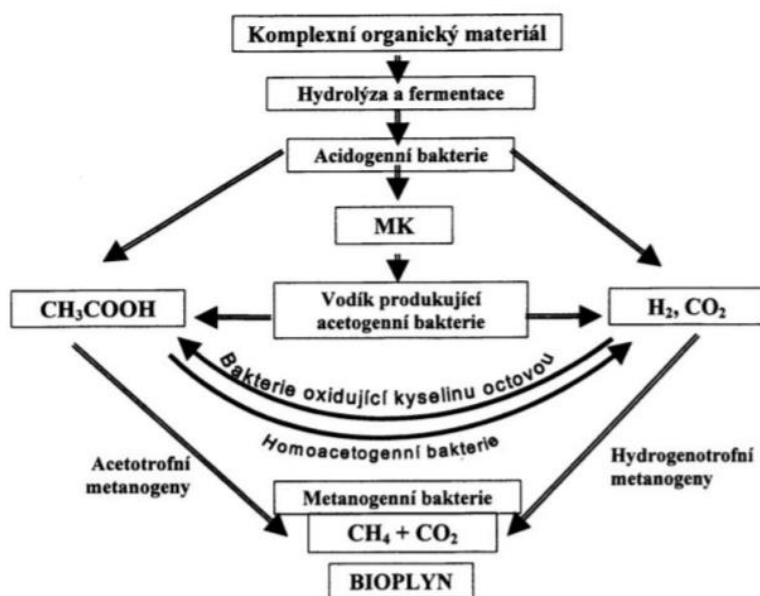 Komplexní organický materiál
Hydrolýza a fermentace
Acidogenní bakterie
MK
CH₃COOH
Vodík produkující
acetogenní bakterie
H₂, CO₂
Bakterie oxidující kyselinu octovou
Homoacetogenní bakterie
Acetotrofní
metanogeny
Hydrogenotrofní
metanogeny
Metanogenní bakterie
CH₄ + CO₂
BIOPLYN